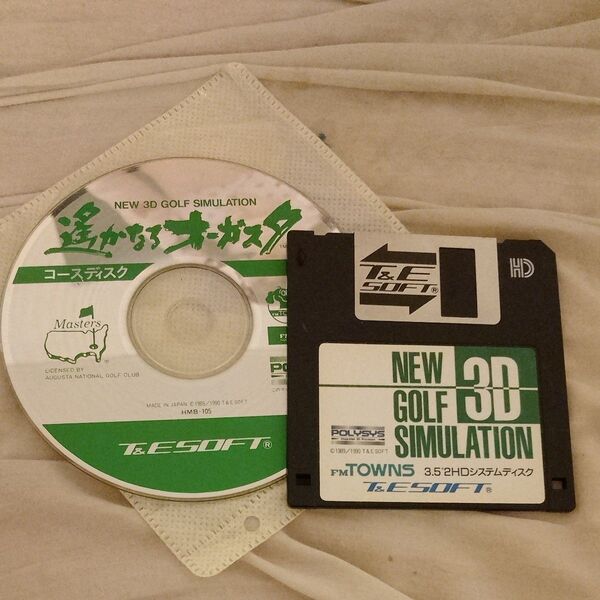 NEW 3D GOLF SIMULATION
遙かなるオーガスタ
コースディスク
Masters
LICENSED BY
AUGUSTA NATIONAL GOLF CLUB
MADE IN JAPAN ©1989/1990 T&E SOFT
HMB-105
POLYSYS
T&E SOFT®
T&E
SOFT®
HD
NEW 3D
GOLF
SIMULATION
POLYSYS
©1989/1990 T&E SOFT
FM TOWNS 3.5"2HDシステムディスク
T&E SOFT®